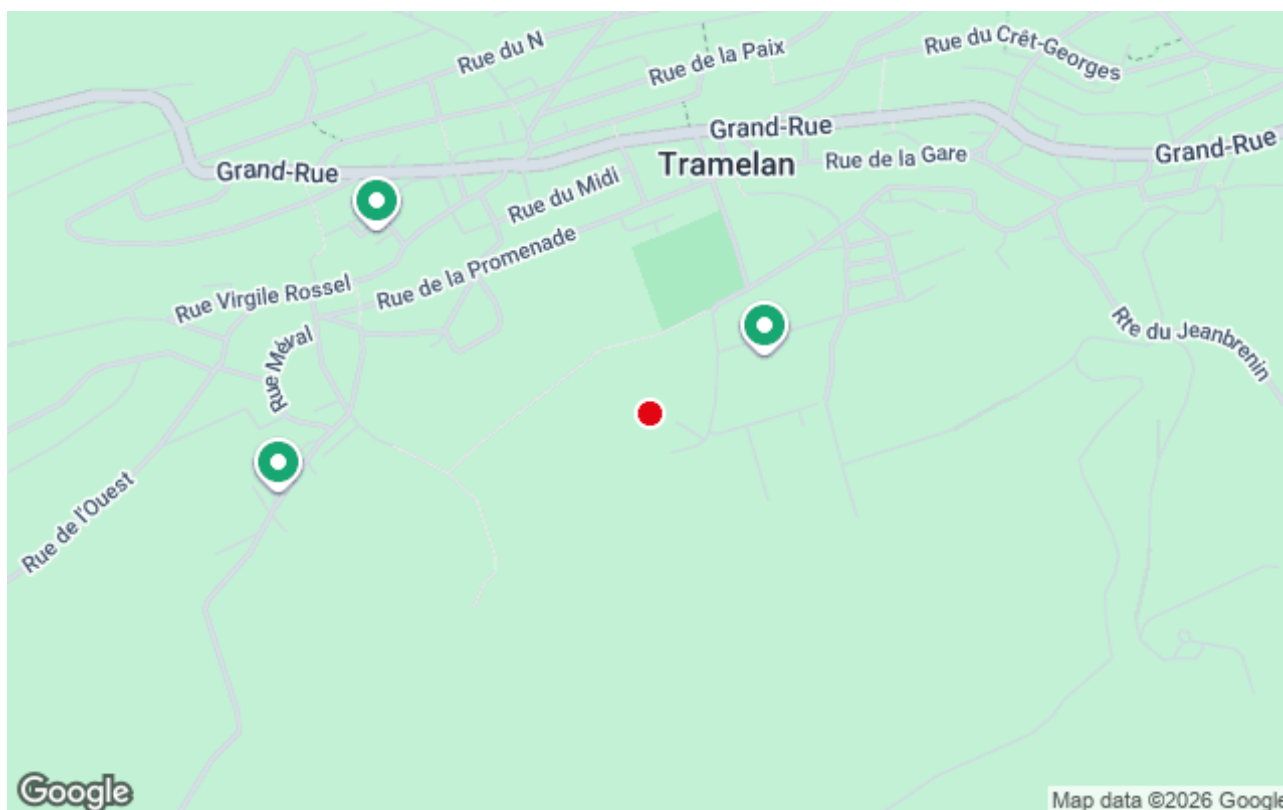 Rue du N
Rue de la Paix
Rue du Crêt-Georges
Grand-Rue
Grand-Rue
Grand-Rue
Tramelan
Rue de la Gare
Rue du Midi
Rue de la Promenade
Rue Virgile Rossel
Rue Méval
Rte du Jeanbrenin
Rue de l'Ouest
Google
Map data ©2026 Google